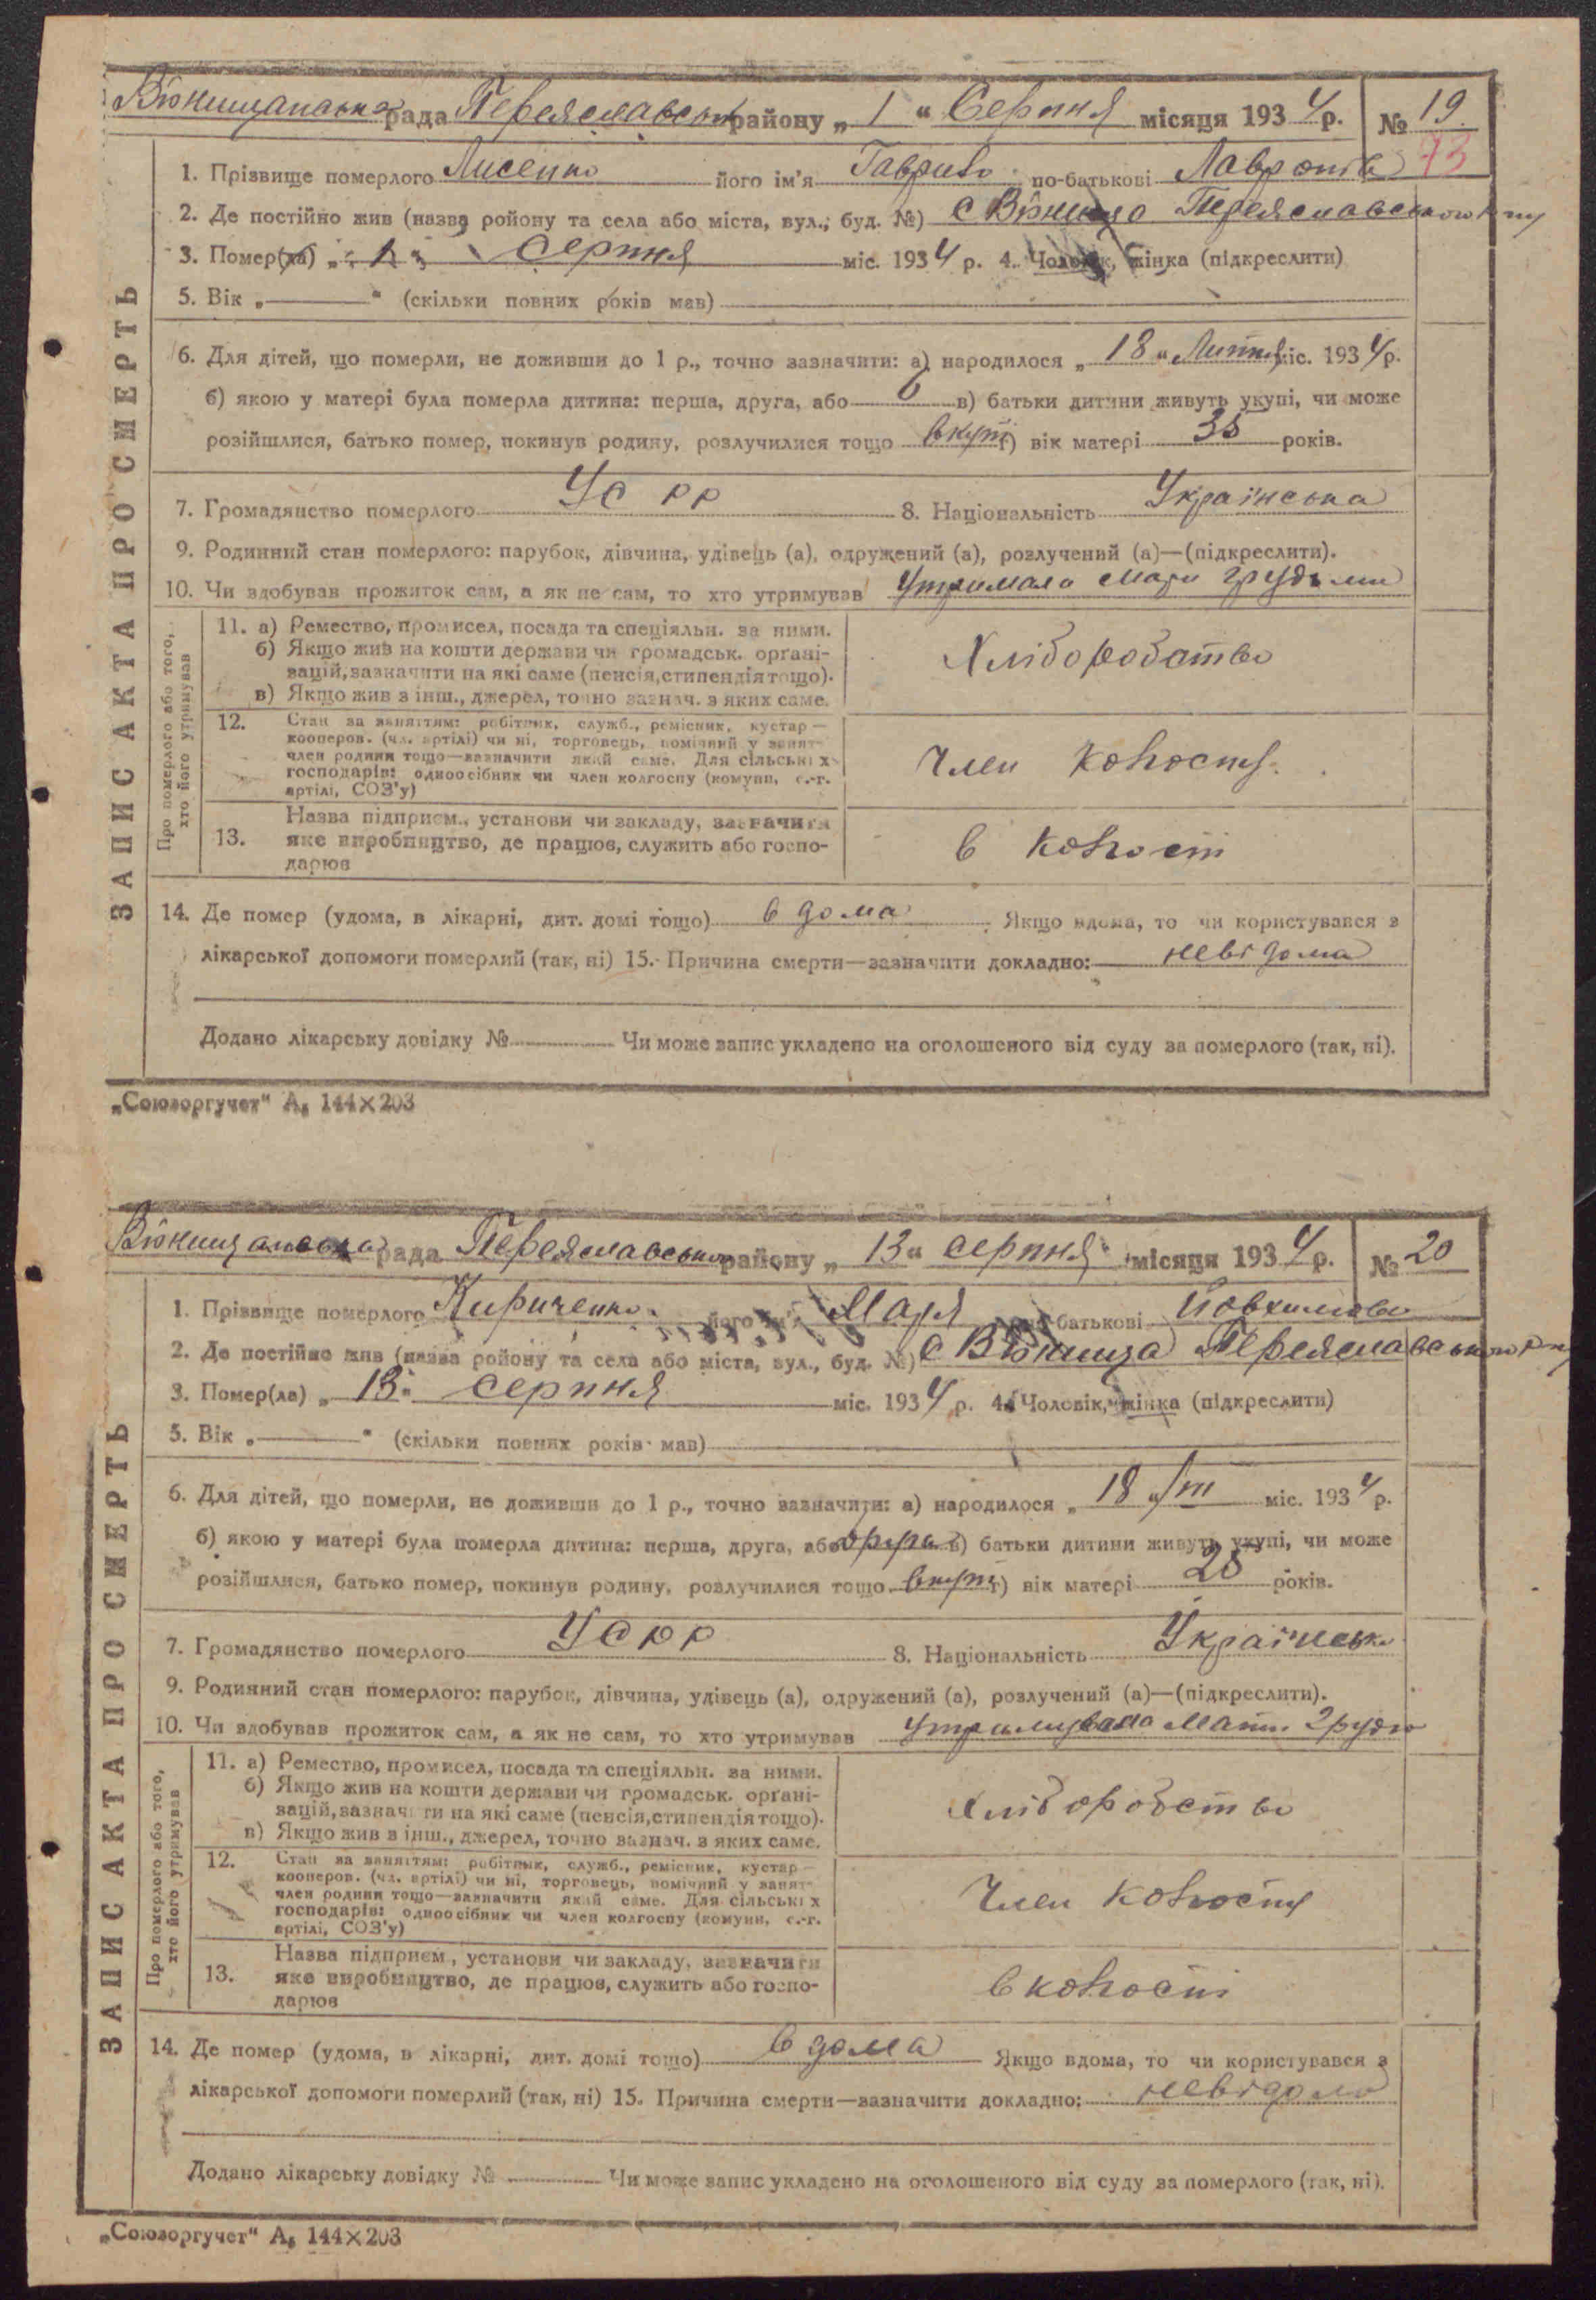 Вюнищанська рада Переяславськ району „1“ Серпня місяця 1934 р. № 19
73
1. Прізвище померлого Лисенко його ім'я Гаврило по-батькові
2. Де постійно жив (назва ройону та села або міста, вул., буд. №) с Вюнища Переяславського
3. Помер(ла) „1“ Серпня міс. 1934 р. 4. Чоловік, жінка (підкреслити)
5. Вік „—“ (скільки повних років мав)
6. Для дітей, що померли, не доживши до 1 р., точно зазначити: а) народилося „18“ Липня міс. 1934 р.
б) якою у матері була померла дитина: перша, друга, або 6 в) батьки дитини живуть укупі, чи може
розійшлися, батько помер, покинув родину, розлучилися тощо вкупі г) вік матері 35 років.
7. Громадянство померлого УСРР 8. Національність Українська
9. Родинний стан померлого: парубок, дівчина, удівець (а), одружений (а), розлучений (а)—(підкреслити).
10. Чи здобував прожиток сам, а як не сам, то хто утримував Утримала мати грудьми
ЗАПИС АКТА ПРО СМЕРТЬ
Про померлого або того, хто його утримував
11. а) Ремество, промисел, посада та спеціяльн. за ними.
б) Якщо жив на кошти держави чи громадськ. органі-
зацій, зазначити на які саме (пенсія, стипендія тощо).
в) Якщо жив з інш., джерел, точно зазнач. з яких саме.
Хліборобство
12. Стан за заняттям: робітник, служб., ремісник, кустар—
кооперов. (чл. артілі) чи ні, торговець, помічний у занят-
член родини тощо—зазначити який саме. Для сільських
господарів: одноосібник чи член колгоспу (комуни, с.-г.
артілі, СОЗ'у)
Член колгоспу
13. Назва підприєм., установи чи закладу, зазначити
яке виробництво, де працює, служить або госпо-
дарює
в колгоспі
14. Де помер (удома, в лікарні, дит. домі тощо) в дома Якщо вдома, то чи користувався з
лікарської допомоги померлий (так, ні) 15. Причина смерти—зазначити докладно: невідома
Додано лікарську довідку № Чи може запис укладено на оголошеного від суду за померлого (так, ні).
„Союзоргучет“ А₅ 144×203
Вюнищанська рада Переяславського району „13“ серпня місяця 1934 р. № 20
1. Прізвище померлого Кириченко його ім'я Маря по-батькові Йовхимова
2. Де постійно жив (назва ройону та села або міста, вул., буд. №) с Вюнища Переяславського
3. Помер(ла) „13“ серпня міс. 1934 р. 4. Чоловік, жінка (підкреслити)
5. Вік „—“ (скільки повних років мав)
6. Для дітей, що померли, не доживши до 1 р., точно зазначити: а) народилося „18“ /III міс. 1934 р.
б) якою у матері була померла дитина: перша, друга, або друга в) батьки дитини живуть укупі, чи може
розійшлися, батько помер, покинув родину, розлучилися тощо вкупі г) вік матері років.
7. Громадянство померлого УСРР 8. Національність Українська
9. Родинний стан померлого: парубок, дівчина, удівець (а), одружений (а), розлучений (а)—(підкреслити).
10. Чи здобував прожиток сам, а як не сам, то хто утримував Утримувала мати
ЗАПИС АКТА ПРО СМЕРТЬ
Про померлого або того, хто його утримував
11. а) Ремество, промисел, посада та спеціяльн. за ними.
б) Якщо жив на кошти держави чи громадськ. органі-
зацій, зазначити на які саме (пенсія, стипендія тощо).
в) Якщо жив з інш., джерел, точно зазнач. з яких саме.
Хліборобство
12. Стан за заняттям: робітник, служб., ремісник, кустар—
кооперов. (чл. артілі) чи ні, торговець, помічний у занят-
член родини тощо—зазначити який саме. Для сільських
господарів: одноосібник чи член колгоспу (комуни, с.-г.
артілі, СОЗ'у)
Член колгоспу
13. Назва підприєм., установи чи закладу, зазначити
яке виробництво, де працює, служить або госпо-
дарює
в колгоспі
14. Де помер (удома, в лікарні, дит. домі тощо) в дома Якщо вдома, то чи користувався з
лікарської допомоги померлий (так, ні) 15. Причина смерти—зазначити докладно: невідома
Додано лікарську довідку № Чи може запис укладено на оголошеного від суду за померлого (так, ні).
„Союзоргучет“ А₅ 144×203